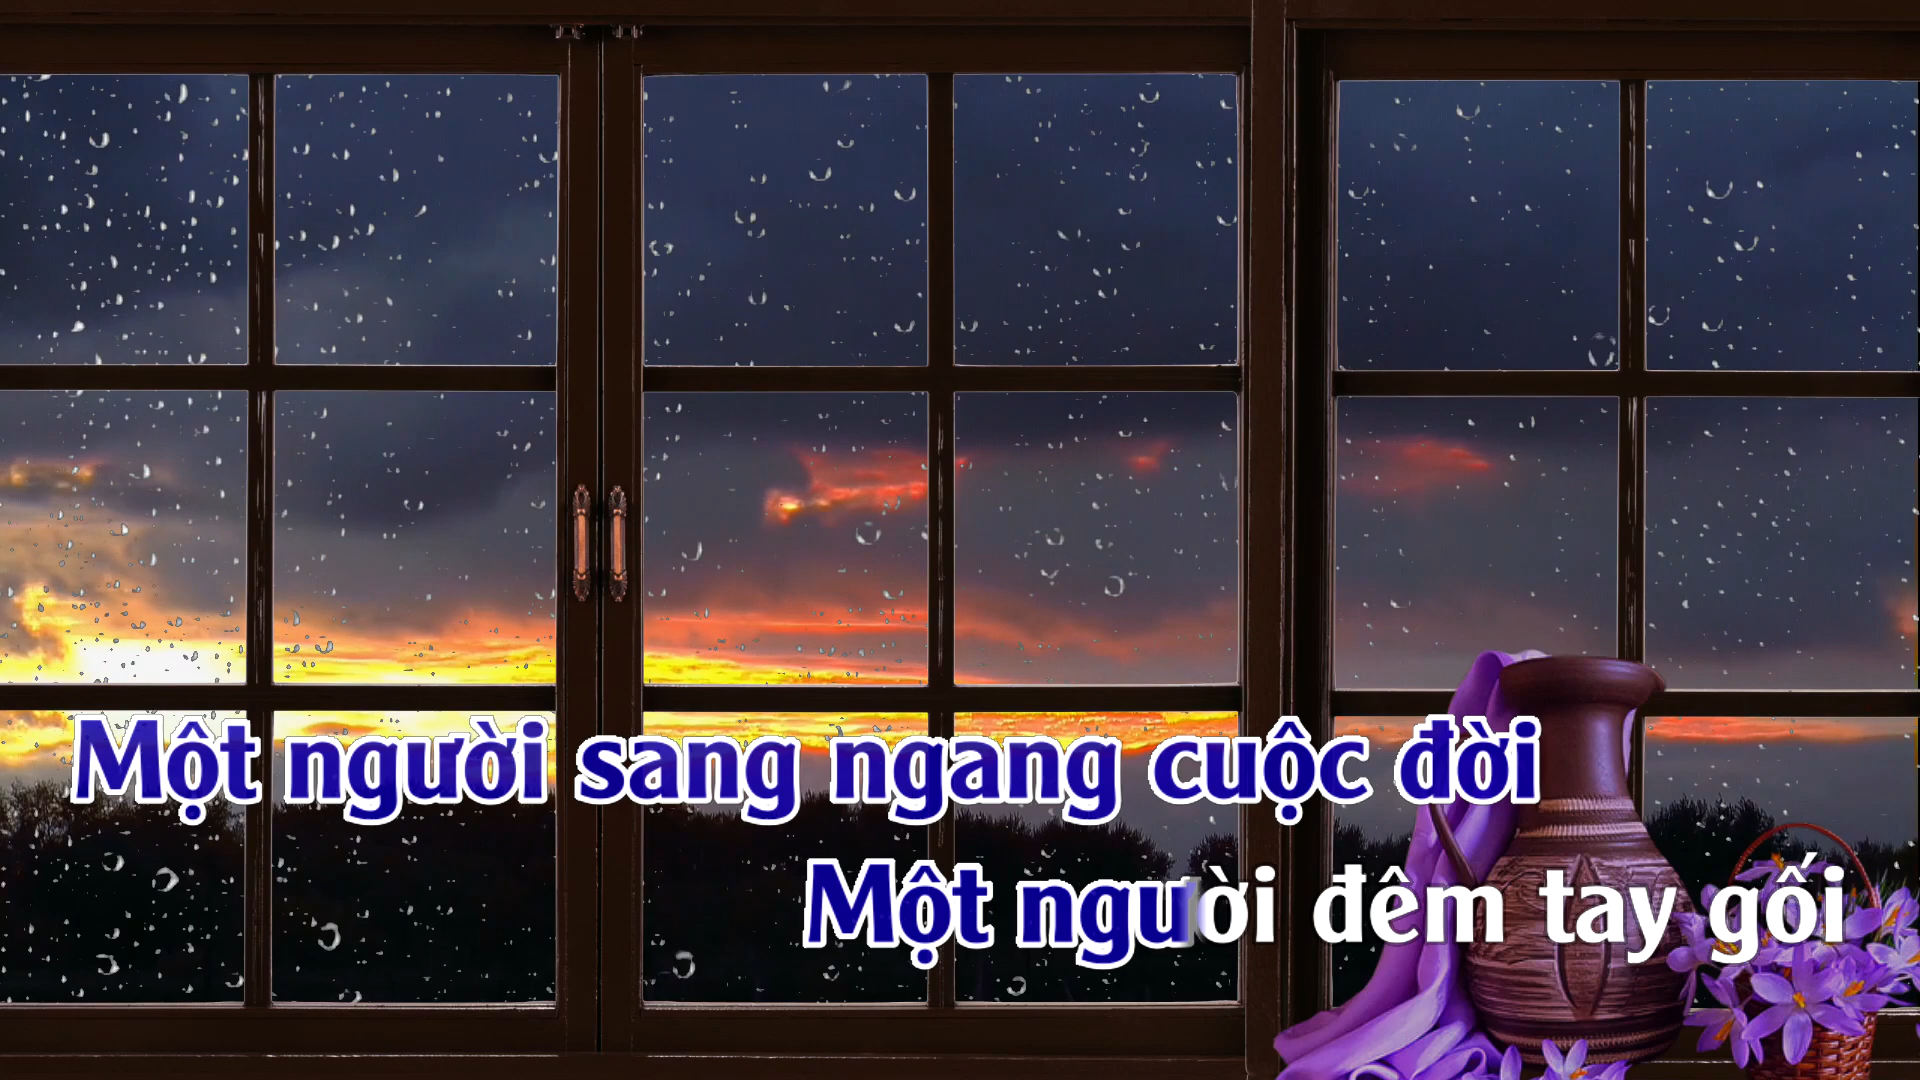 Một người sang ngang cuộc đời
Một người đêm tay gối